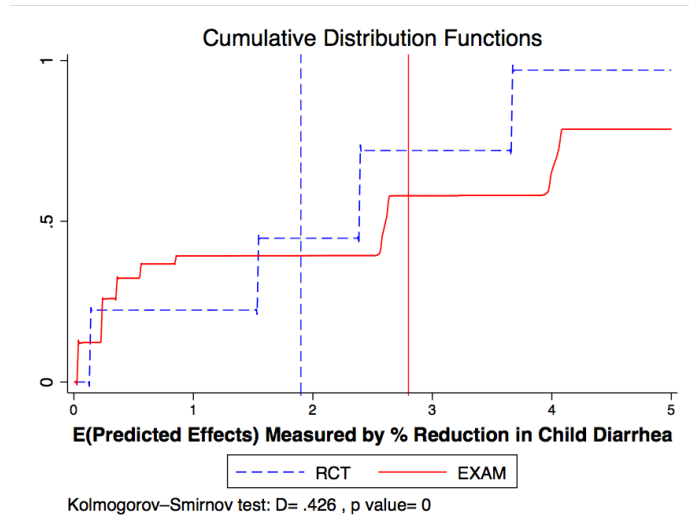 Cumulative Distribution Functions
1
.5
0
0 1 2 3 4 5
E(Predicted Effects) Measured by % Reduction in Child Diarrhea
RCT EXAM
Kolmogorov–Smirnov test: D= .426 , p value= 0